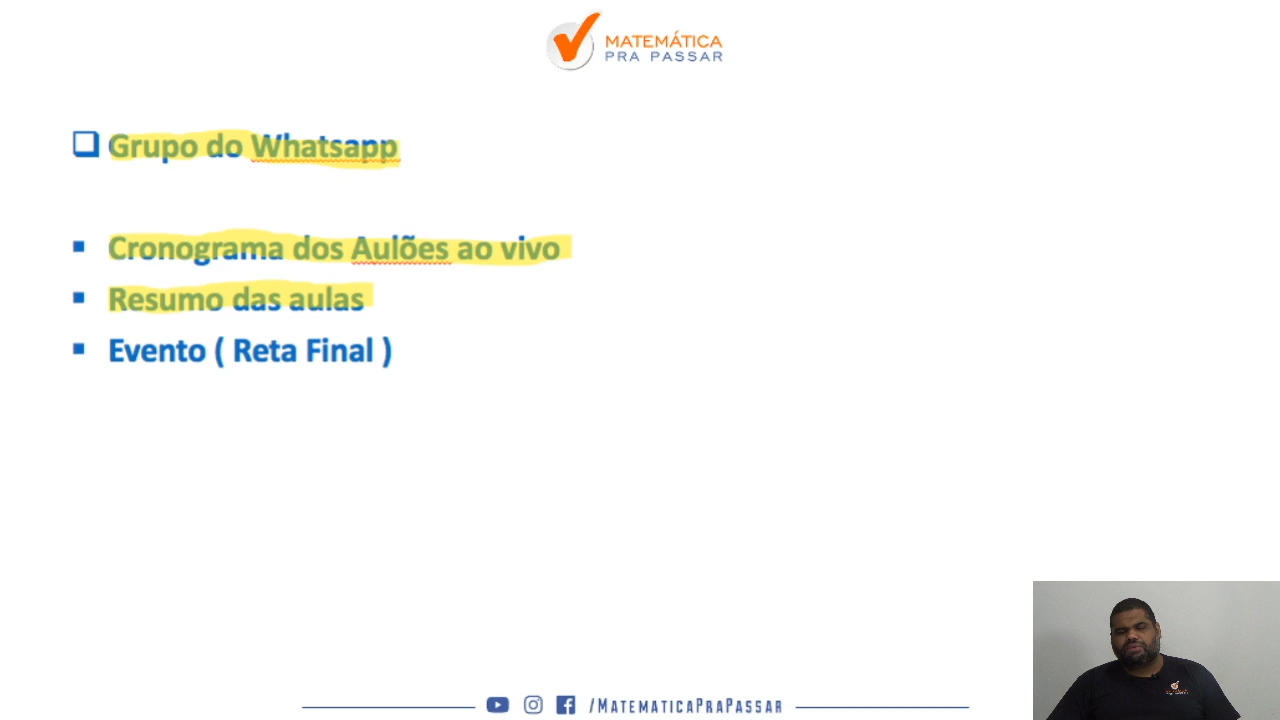 MATEMÁTICA
PRA PASSAR
Grupo do Whatsapp
Cronograma dos Aulões ao vivo
Resumo das aulas
Evento ( Reta Final )
/MATEMATICAPRAPASSAR